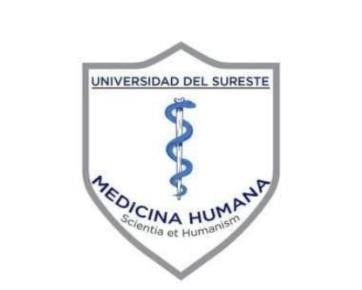 UNIVERSIDAD DEL SURESTE
MEDICINA HUMANA
Scientia et Humanism